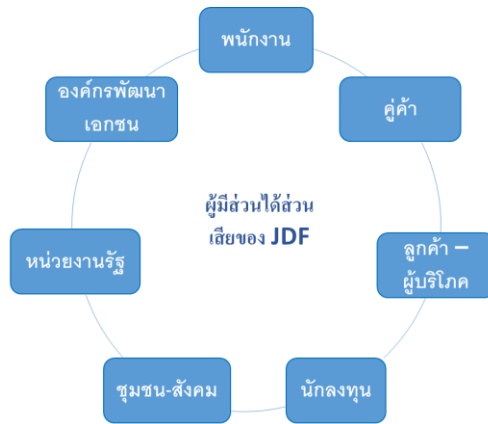 พนักงาน
คู่ค้า
ลูกค้า –
ผู้บริโภค
นักลงทุน
ชุมชน-สังคม
หน่วยงานรัฐ
องค์กรพัฒนา
เอกชน
ผู้มีส่วนได้ส่วน
เสียของ JDF